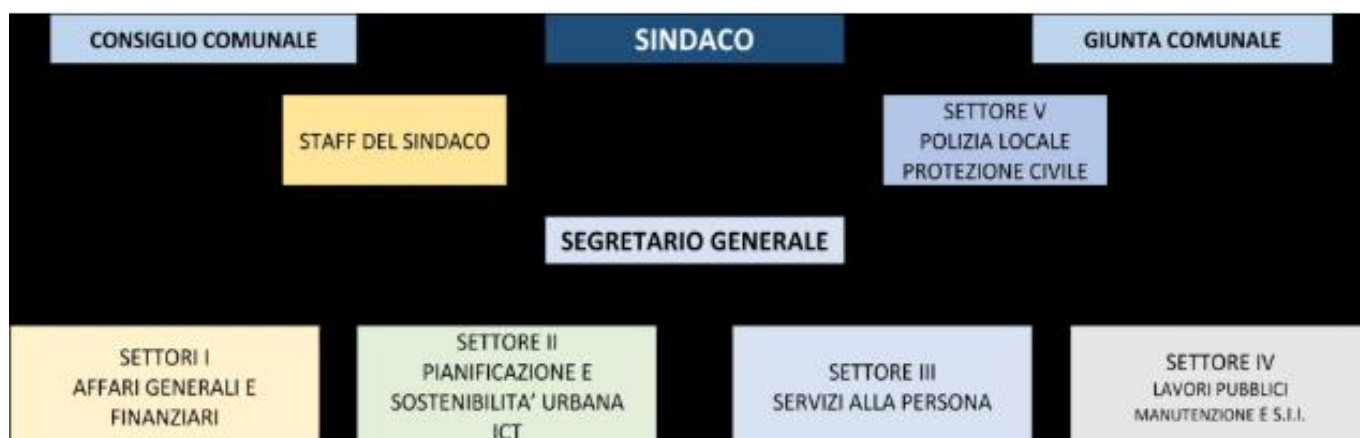 CONSIGLIO COMUNALE
SINDACO
GIUNTA COMUNALE
STAFF DEL SINDACO
SETTORE V
POLIZIA LOCALE
PROTEZIONE CIVILE
SEGRETARIO GENERALE
SETTORI I
AFFARI GENERALI E
FINANZIARI
SETTORE II
PIANIFICAZIONE E
SOSTENIBILITA' URBANA
ICT
SETTORE III
SERVIZI ALLA PERSONA
SETTORE IV
LAVORI PUBBLICI
MANUTENZIONE E S.I.I.